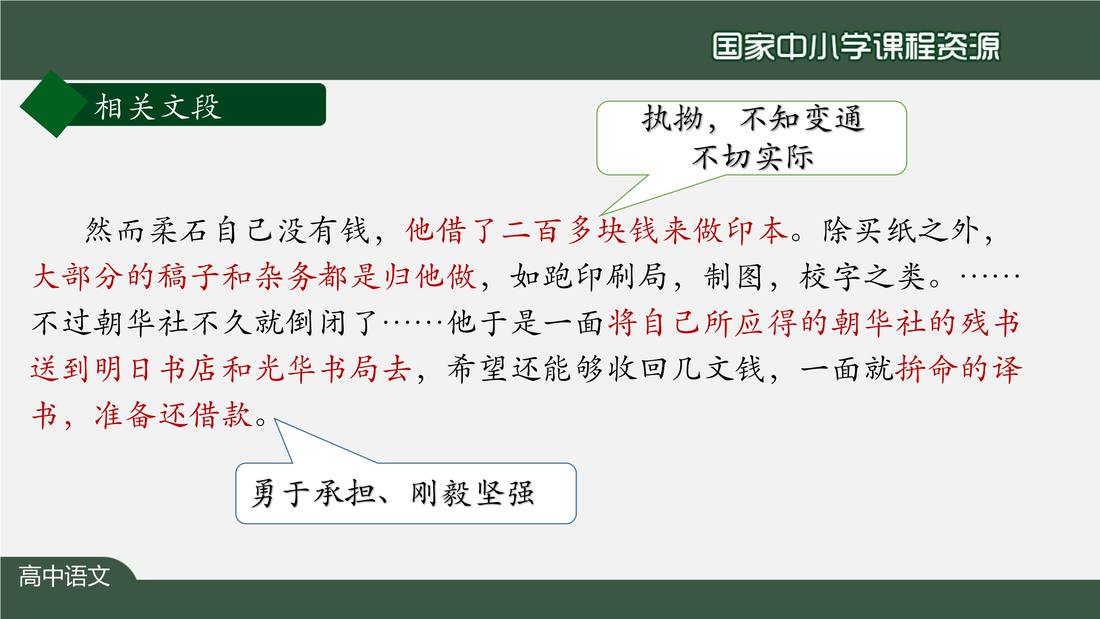 国家中小学课程资源
相关文段
执拗，不知变通
不切实际
然而柔石自己没有钱，他借了二百多块钱来做印本。除买纸之外，
大部分的稿子和杂务都是归他做，如跑印刷局，制图，校字之类。……
不过朝华社不久就倒闭了……他于是一面将自己所应得的朝华社的残书
送到明日书店和光华书局去，希望还能够收回几文钱，一面就拚命的译
书，准备还借款。
勇于承担、刚毅坚强
高中语文